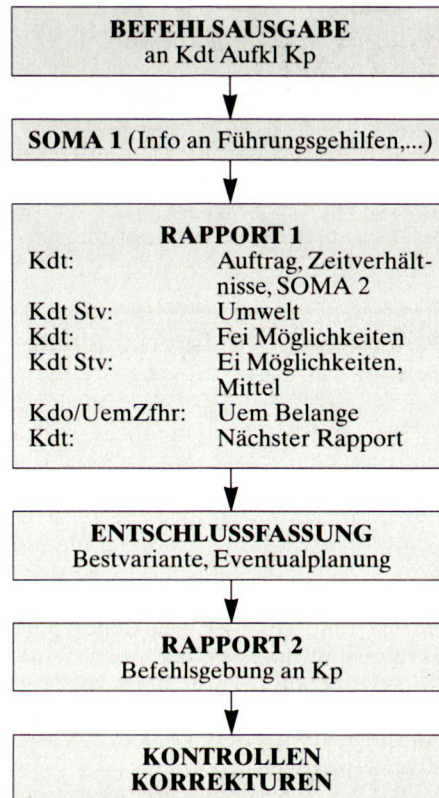 BEFEHLSAUSGABE
an Kdt Aufkl Kp
SOMA 1 (Info an Führungsgehilfen,...)
RAPPORT 1
Kdt: Auftrag, Zeitverhält-
nisse, SOMA 2
Kdt Stv: Umwelt
Kdt: Fei Möglichkeiten
Kdt Stv: Ei Möglichkeiten,
Mittel
Kdo/UemZfhr: Uem Belange
Kdt: Nächster Rapport
ENTSCHLUSSFASSUNG
Bestvariante, Eventualplanung
RAPPORT 2
Befehlsgebung an Kp
KONTROLLEN
KORREKTUREN